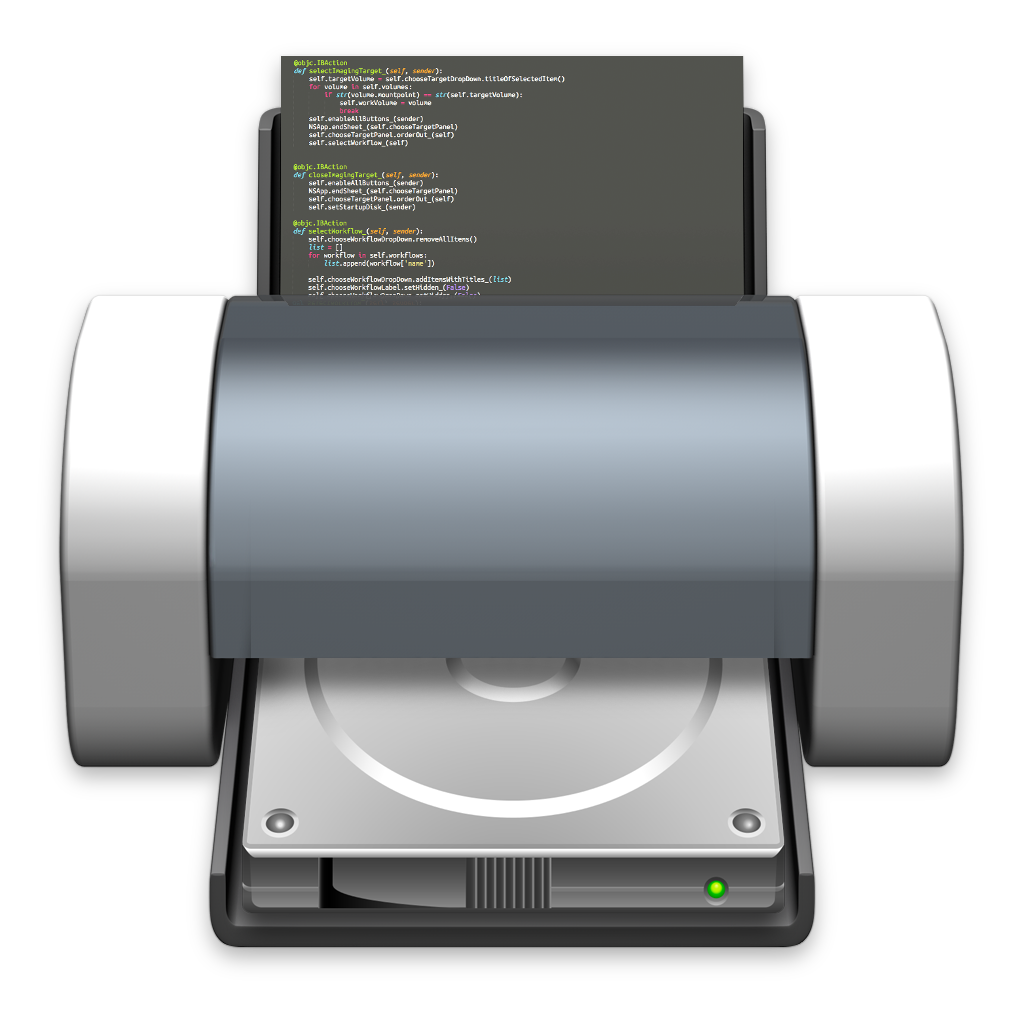 @objc.IBAction
def selectImagingTarget_(self, sender):
    self.targetVolume = self.chooseTargetDropDown.titleOfSelectedItem()
    for volume in self.volumes:
        if str(volume.mountpoint) == str(self.targetVolume):
            self.workVolume = volume
            break
    self.enableAllButtons_(sender)
    NSApp.endSheet_(self.chooseTargetPanel)
    self.chooseTargetPanel.orderOut_(self)
    self.selectWorkflow_(self)
@objc.IBAction
def closeImagingTarget_(self, sender):
    self.enableAllButtons_(sender)
    NSApp.endSheet_(self.chooseTargetPanel)
    self.chooseTargetPanel.orderOut_(self)
    self.setStartupDisk_(sender)
@objc.IBAction
def selectWorkflow_(self, sender):
    self.chooseWorkflowDropDown.removeAllItems()
    list = []
    for workflow in self.workflows:
        list.append(workflow['name'])
    self.chooseWorkflowDropDown.addItemsWithTitles_(list)
    self.chooseWorkflowLabel.setHidden_(False)